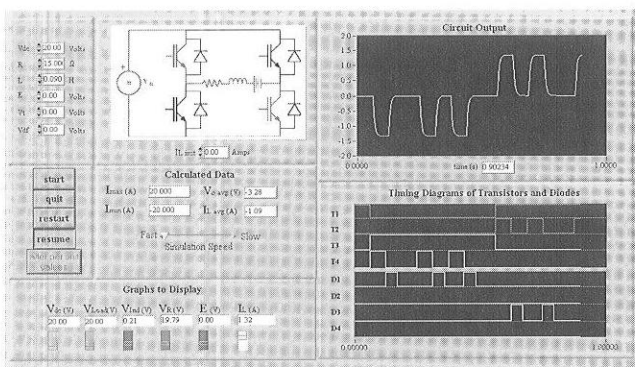 Vdc 20.00 Volts
R 15.00 Ω
L 0.090 H
E 0.00 Volts
Vt 0.00 Volts
Vdf 0.00 Volts
IL init 0.00 Amps
start
quit
restart
resume
Calculated Data
Imax (A) 20.000 Vo avg (V) -3.28
Imin (A) -20.000 IL avg (A) -1.09
Fast Slow
Simulation Speed
Graphs to Display
Vdc (V) VLoad(V) VInd (V) VR (V) E (V) IL (A)
20.00 20.00 0.21 19.79 0.00 1.32
Circuit Output
2.0
1.5
1.0
0.5
0.0
-0.5
-1.0
-1.5
-2.0
0.0000 time (s) 0.90234 1.0000
Timing Diagrams of Transistors and Diodes
T1
T2
T3
T4
D1
D2
D3
D4
0.00000 1.00000